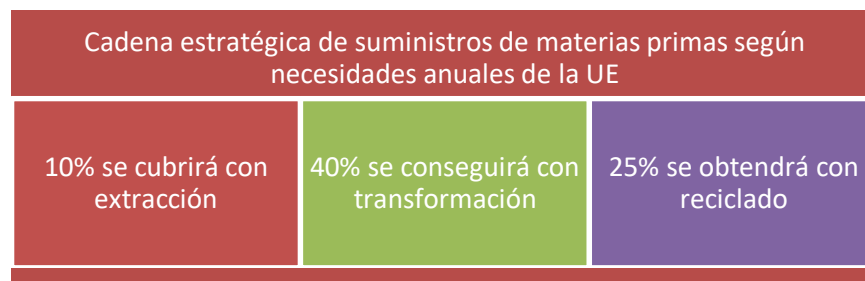 Cadena estratégica de suministros de materias primas según
necesidades anuales de la UE
10% se cubrirá con
extracción
40% se conseguirá con
transformación
25% se obtendrá con
reciclado